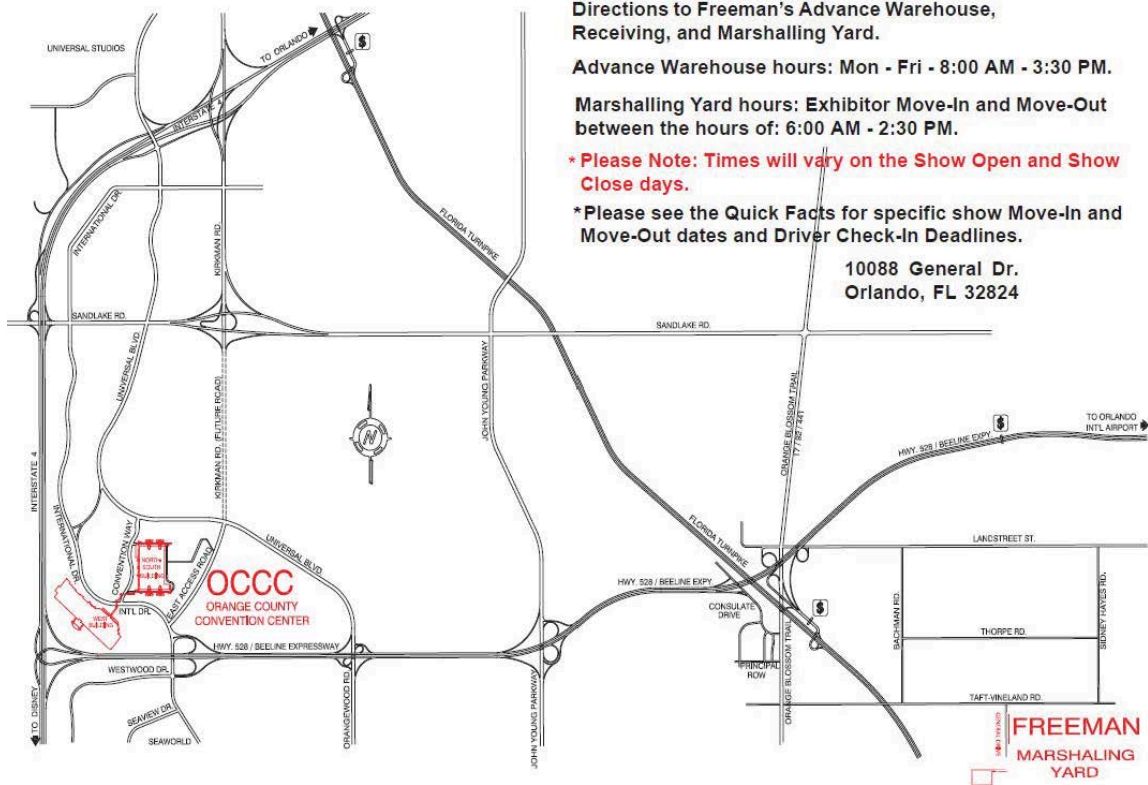 Directions to Freeman's Advance Warehouse,
Receiving, and Marshalling Yard.
Advance Warehouse hours: Mon - Fri - 8:00 AM - 3:30 PM.
Marshalling Yard hours: Exhibitor Move-In and Move-Out
between the hours of: 6:00 AM - 2:30 PM.
* Please Note: Times will vary on the Show Open and Show
Close days.
*Please see the Quick Facts for specific show Move-In and
Move-Out dates and Driver Check-In Deadlines.
10088 General Dr.
Orlando, FL 32824
UNIVERSAL STUDIOS
TO ORLANDO
$
INTERSTATE 4
INTERNATIONAL DR.
KIRKMAN RD.
FLORIDA TURNPIKE
SANDLAKE RD.
SANDLAKE RD.
UNIVERSAL BLVD.
KIRKMAN RD. (FUTURE ROAD)
N
JOHN YOUNG PARKWAY
ORANGE BLOSSOM TRAIL
17 / 92 / 441
TO ORLANDO
INT'L AIRPORT
$
HWY. 528 / BEELINE EXPY
INTERSTATE 4
INTERNATIONAL DR.
CONVENTION WAY
NORTH
SOUTH
BUILDING
EAST ACCESS ROAD
UNIVERSAL BLVD.
OCCC
ORANGE COUNTY
CONVENTION CENTER
WEST
BUILDING
INT'L DR.
HWY. 528 / BEELINE EXPRESSWAY
WESTWOOD DR.
SEAVIEW DR.
SEAWORLD
TO DISNEY
ORANGEWOOD RD.
JOHN YOUNG PARKWAY
HWY. 528 / BEELINE EXPY
FLORIDA TURNPIKE
LANDSTREET ST.
CONSULATE
DRIVE
$
PRINCIPAL
ROW
ORANGE BLOSSOM TRAIL
BACHMAN RD.
THORPE RD.
SIDNEY HAYES RD.
TAFT-VINELAND RD.
GENERAL DRIVE
FREEMAN
MARSHALING
YARD